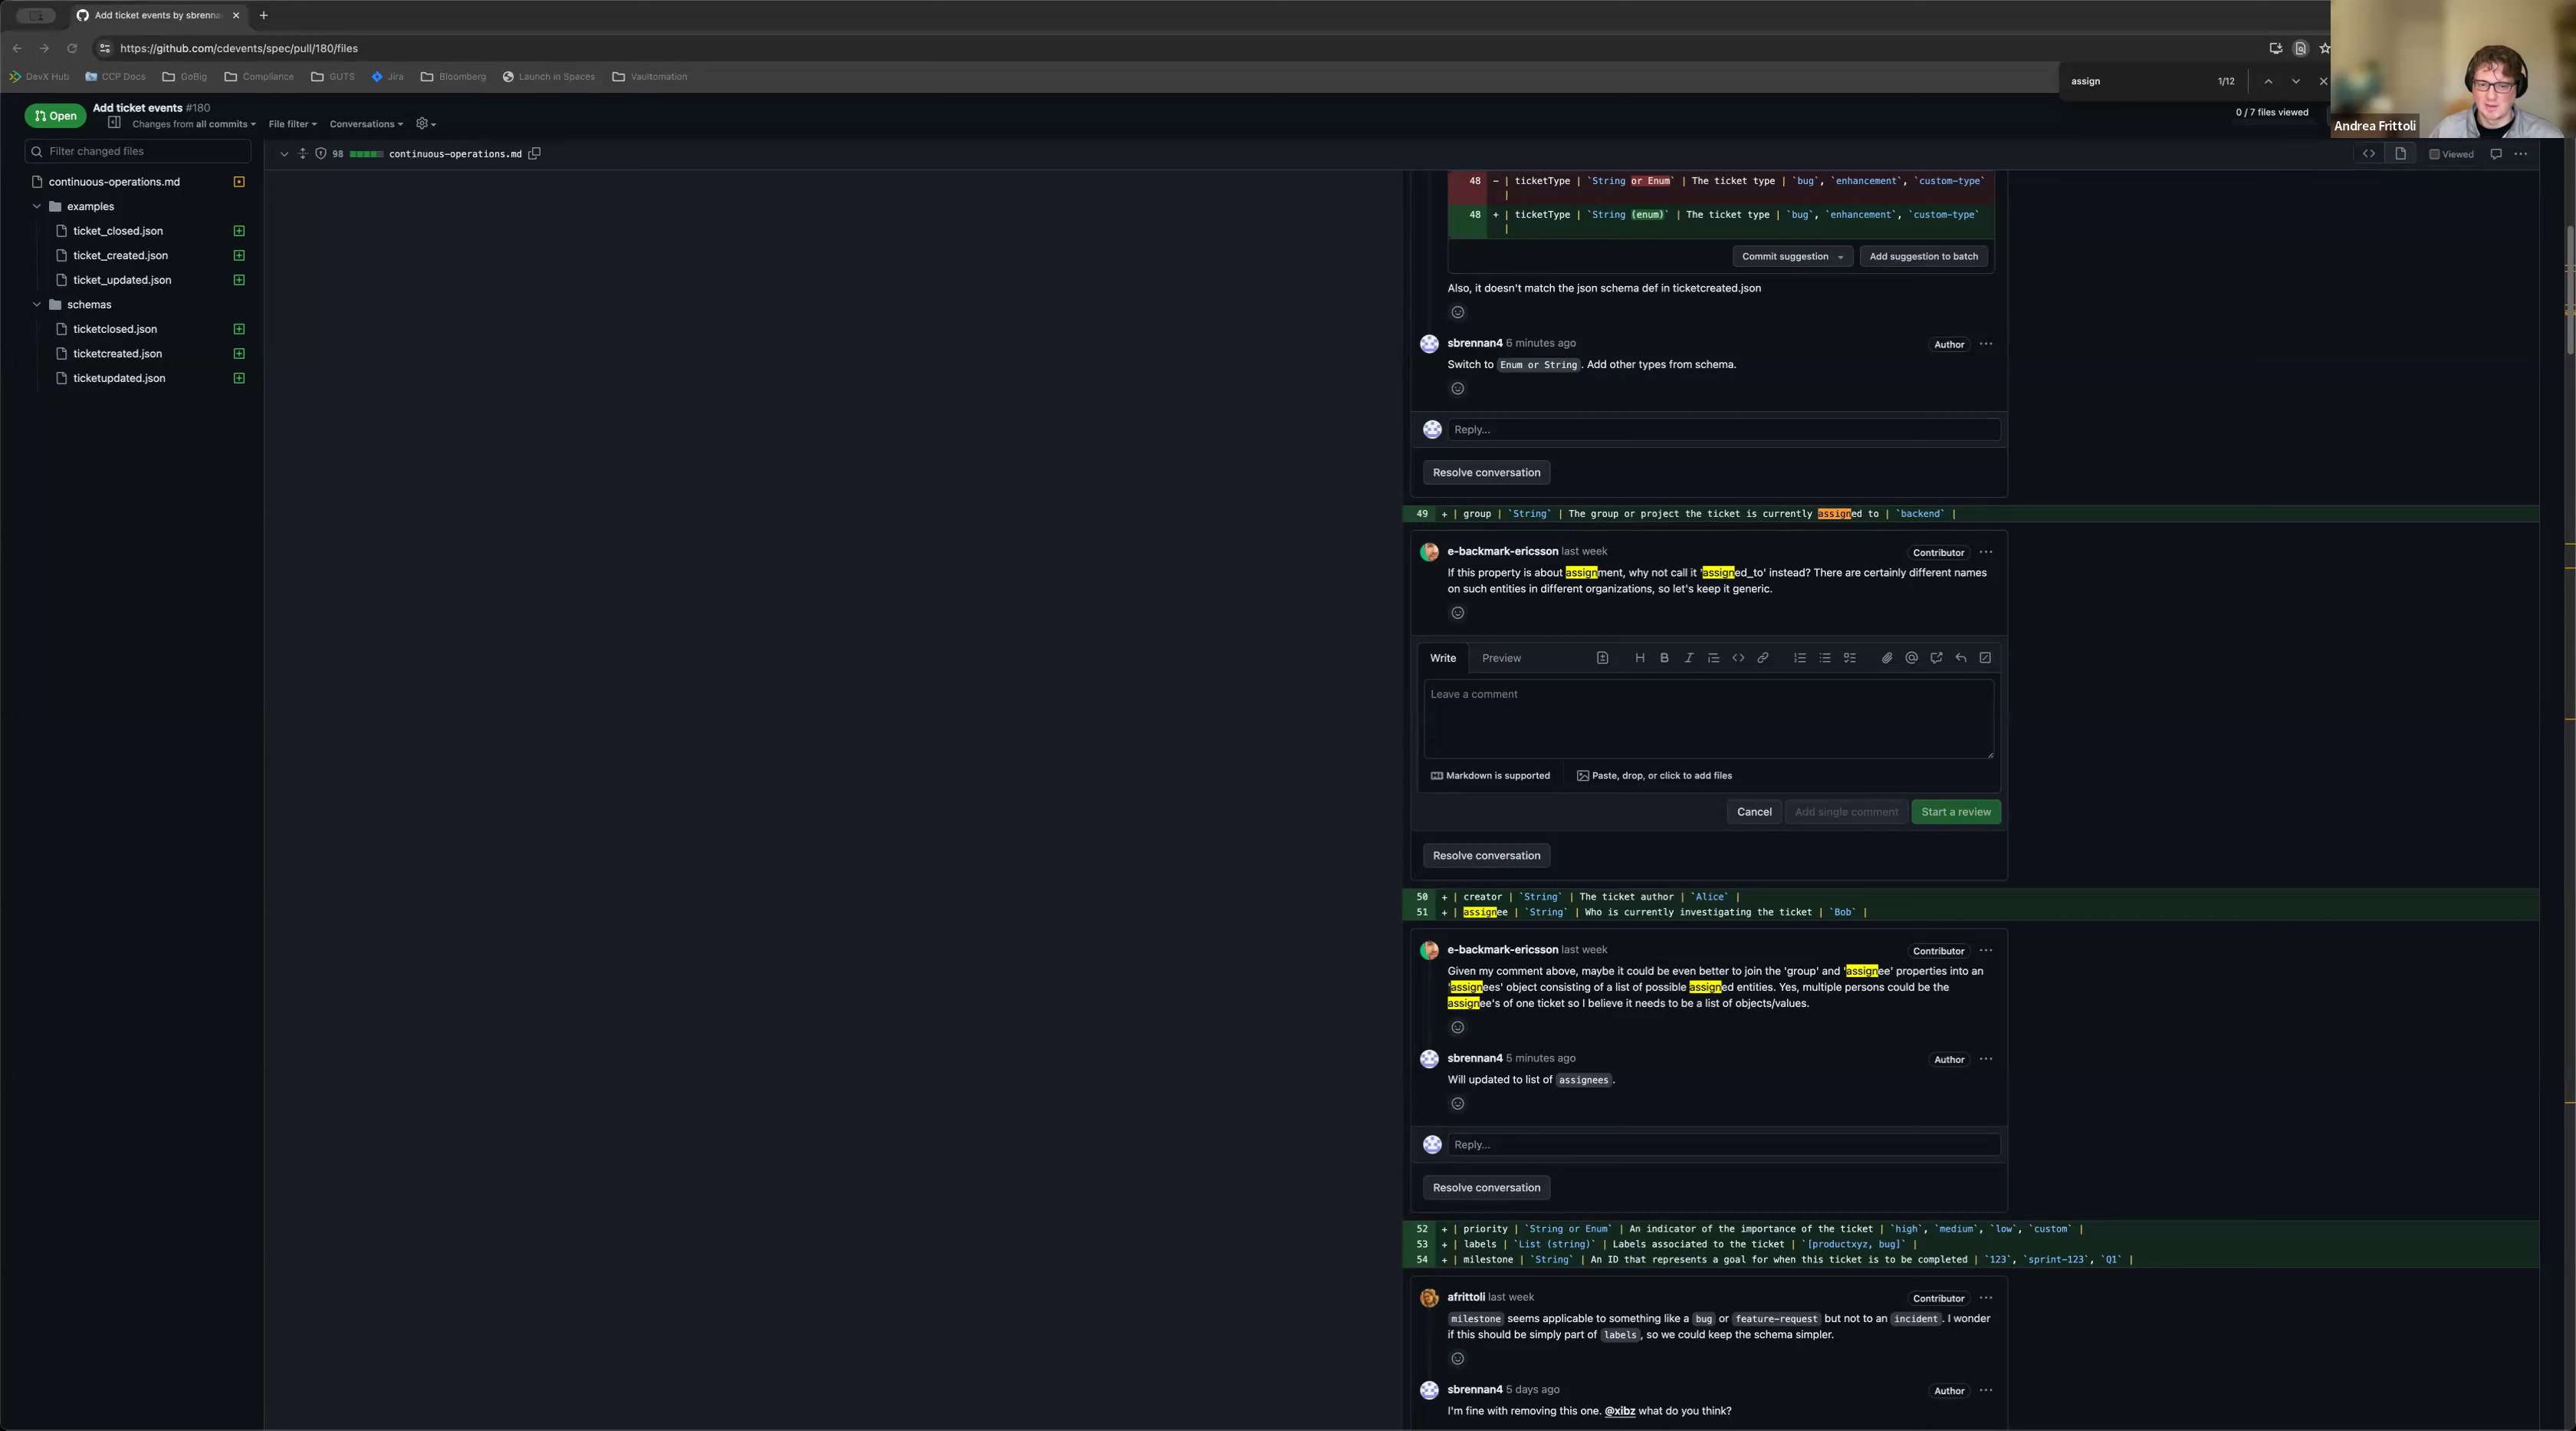 Add ticket events by sbrenna
https://github.com/cdevents/spec/pull/180/files
DevX Hub
CCP Docs
GoBig
Compliance
GUTS
Jira
Bloomberg
Launch in Spaces
Vaultomation
assign
1/12
Andrea Frittoli
Open
Add ticket events #180
Changes from all commits
File filter
Conversations
0 / 7 files viewed
Filter changed files
continuous-operations.md
examples
ticket_closed.json
ticket_created.json
ticket_updated.json
schemas
ticketclosed.json
ticketcreated.json
ticketupdated.json
98 continuous-operations.md
Viewed
48 - | ticketType | `String or Enum` | The ticket type | `bug`, `enhancement`, `custom-type`
|
48 + | ticketType | `String (enum)` | The ticket type | `bug`, `enhancement`, `custom-type`
|
Commit suggestion
Add suggestion to batch
Also, it doesn't match the json schema def in ticketcreated.json
sbrennan4 6 minutes ago
Author
Switch to Enum or String. Add other types from schema.
Reply...
Resolve conversation
49 + | group | `String` | The group or project the ticket is currently assigned to | `backend` |
e-backmark-ericsson last week
Contributor
If this property is about assignment, why not call it 'assigned_to' instead? There are certainly different names
on such entities in different organizations, so let's keep it generic.
Write
Preview
Leave a comment
Markdown is supported
Paste, drop, or click to add files
Cancel
Add single comment
Start a review
Resolve conversation
50 + | creator | `String` | The ticket author | `Alice` |
51 + | assignee | `String` | Who is currently investigating the ticket | `Bob` |
e-backmark-ericsson last week
Contributor
Given my comment above, maybe it could be even better to join the 'group' and 'assignee' properties into an
'assignees' object consisting of a list of possible assigned entities. Yes, multiple persons could be the
assignee's of one ticket so I believe it needs to be a list of objects/values.
sbrennan4 5 minutes ago
Author
Will updated to list of assignees.
Reply...
Resolve conversation
52 + | priority | `String or Enum` | An indicator of the importance of the ticket | `high`, `medium`, `low`, `custom` |
53 + | labels | `List (string)` | Labels associated to the ticket | `[productxyz, bug]` |
54 + | milestone | `String` | An ID that represents a goal for when this ticket is to be completed | `123`, `sprint-123`, `Q1` |
afrittoli last week
Contributor
milestone seems applicable to something like a bug or feature-request but not to an incident. I wonder
if this should be simply part of labels, so we could keep the schema simpler.
sbrennan4 5 days ago
Author
I'm fine with removing this one. @xibz what do you think?